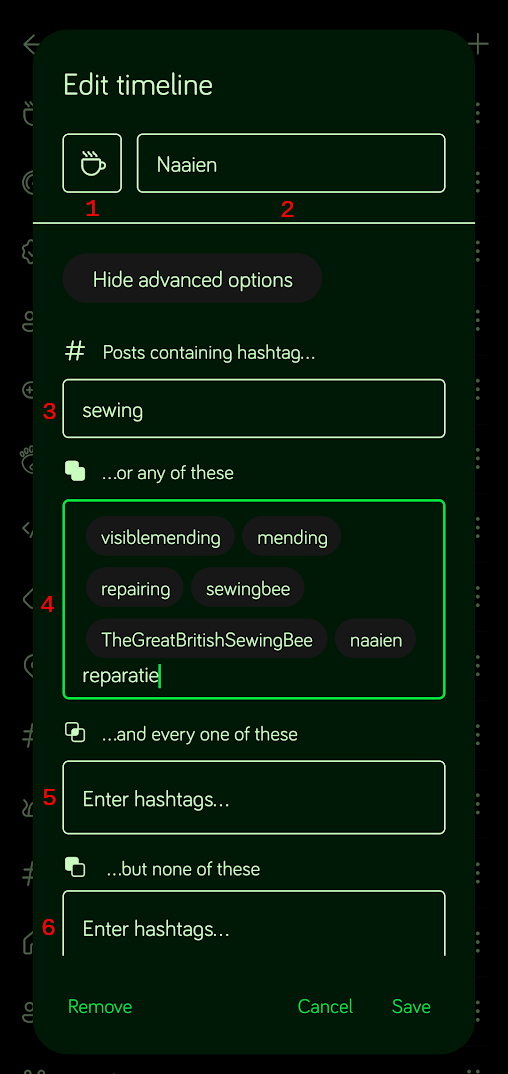 Edit timeline
Naaien
1
2
Hide advanced options
# Posts containing hashtag...
3
sewing
...or any of these
visiblemending mending
4
repairing sewingbee
TheGreatBritishSewingBee naaien
reparatie
...and every one of these
5
Enter hashtags...
...but none of these
6
Enter hashtags...
Remove Cancel Save